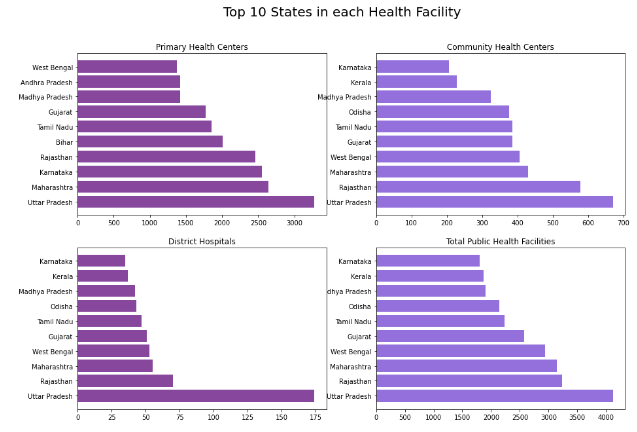 Top 10 States in each Health Facility
Primary Health Centers
West Bengal
Andhra Pradesh
Madhya Pradesh
Gujarat
Tamil Nadu
Bihar
Rajasthan
Karnataka
Maharashtra
Uttar Pradesh
0 500 1000 1500 2000 2500 3000
Community Health Centers
Karnataka
Kerala
Madhya Pradesh
Odisha
Tamil Nadu
Gujarat
West Bengal
Maharashtra
Rajasthan
Uttar Pradesh
0 100 200 300 400 500 600 700
District Hospitals
Karnataka
Kerala
Madhya Pradesh
Odisha
Tamil Nadu
Gujarat
West Bengal
Maharashtra
Rajasthan
Uttar Pradesh
0 25 50 75 100 125 150 175
Total Public Health Facilities
Karnataka
Kerala
dhya Pradesh
Odisha
Tamil Nadu
Gujarat
West Bengal
Maharashtra
Rajasthan
Uttar Pradesh
0 500 1000 1500 2000 2500 3000 3500 4000